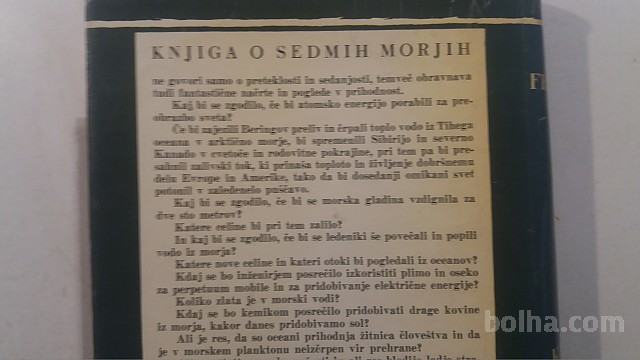 KNJIGA O SEDMIH MORJIH
ne govori samo o preteklosti in sedanjosti, temveč obravnava
tudi fantastične načrte in poglede v prihodnost.
Kaj bi se zgodilo, če bi atomsko energijo porabili za pre-
obrazbo sveta?
Če bi zajezili Beringov preliv in črpali toplo vodo iz Tihega
oceana v arktično morje, bi spremenili Sibirijo in severno
Kanado v cvetoče in rodovitne pokrajine, pri tem pa bi pre-
sahnil zalivski tok, ki prinaša toploto in življenje dobršnemu
delu Evrope in Amerike, tako da bi dosedanji omikani svet
potonil v zaledenelo puščavo.
Kaj bi se zgodilo, če bi se morska gladina vzdignila za
dve sto metrov?
Katere celine bi pri tem zalilo?
In kaj bi se zgodilo, če bi se ledeniki še povečali in popili
vodo iz morja?
Katere nove celine in kateri otoki bi pogledali iz oceanov?
Kdaj se bo inženirjem posrečilo izkoristiti plimo in oseko
za perpetuum mobile in za pridobivanje električne energije?
Koliko zlata je v morski vodi?
Kdaj se bo kemikom posrečilo pridobivati drage kovine
iz morja, kakor danes pridobivamo sol?
Ali je res, da so oceani prihodnja žitnica človeštva in da
je v morskem planktonu neizčrpen vir prehrane?
F
bolha.com